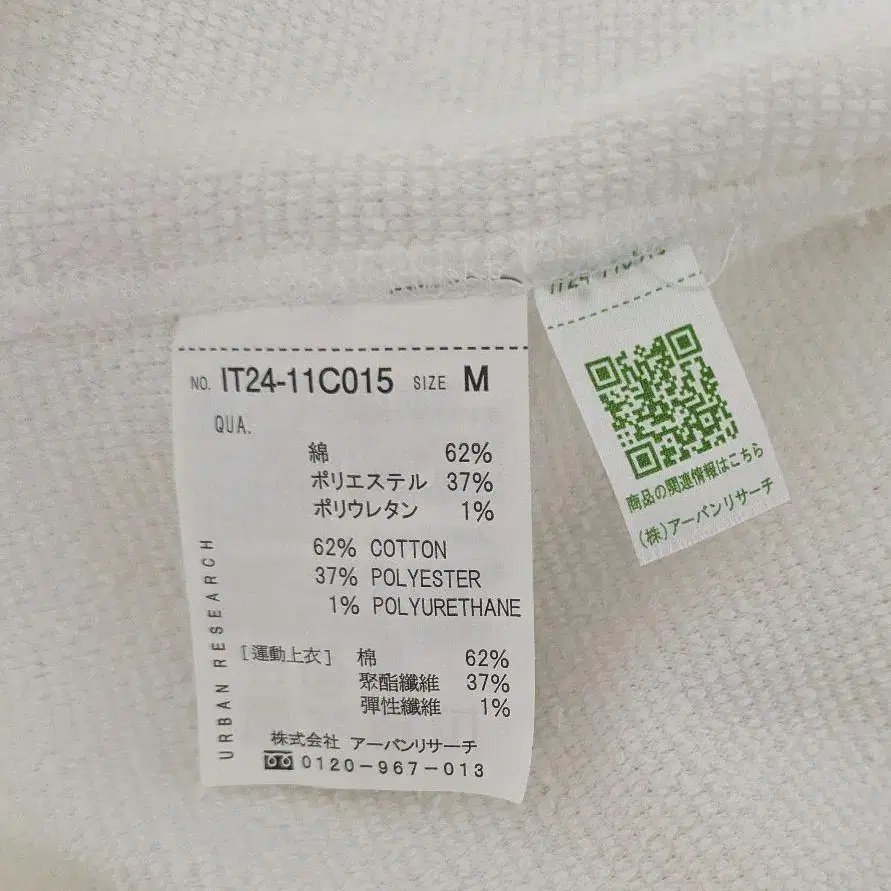 NO. IT24-11C015 SIZE M
QUA.
綿 62%
ポリエステル 37%
ポリウレタン 1%
62% COTTON
37% POLYESTER
1% POLYURETHANE
[運動上衣] 棉 62%
聚酯纖維 37%
彈性纖維 1%
URBAN RESEARCH
株式会社 アーバンリサーチ
0120-967-013
商品の関連情報はこちら
(株)アーバンリサーチ